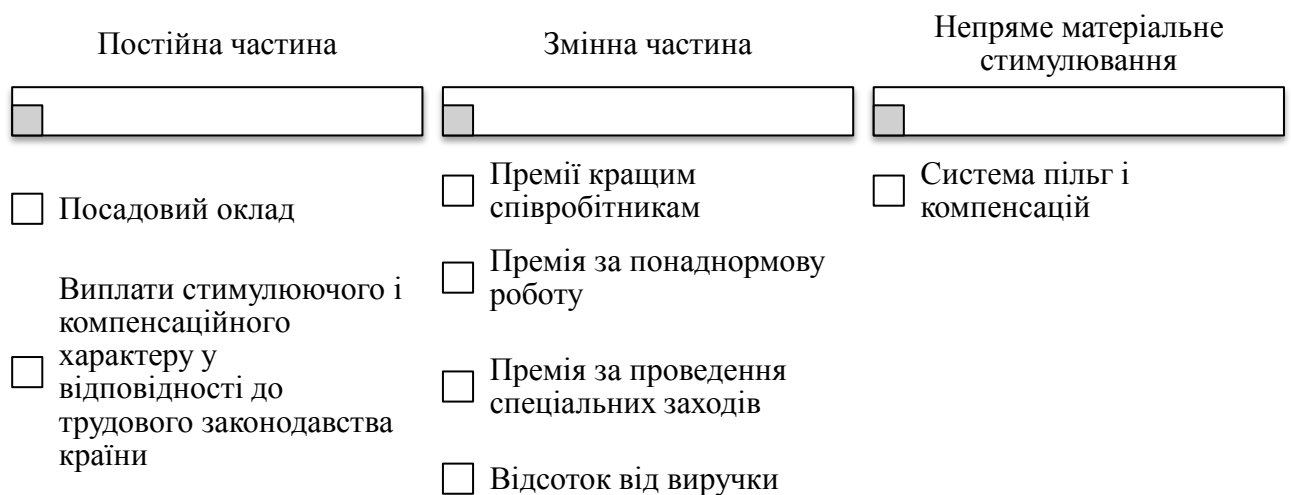 Постійна частина
Посадовий оклад
Виплати стимулюючого і
компенсаційного
характеру у
відповідності до
трудового законодавства
країни
Змінна частина
Премії кращим
співробітникам
Премія за понаднормову
роботу
Премія за проведення
спеціальних заходів
Відсоток від виручки
Непряме матеріальне
стимулювання
Система пільг і
компенсацій